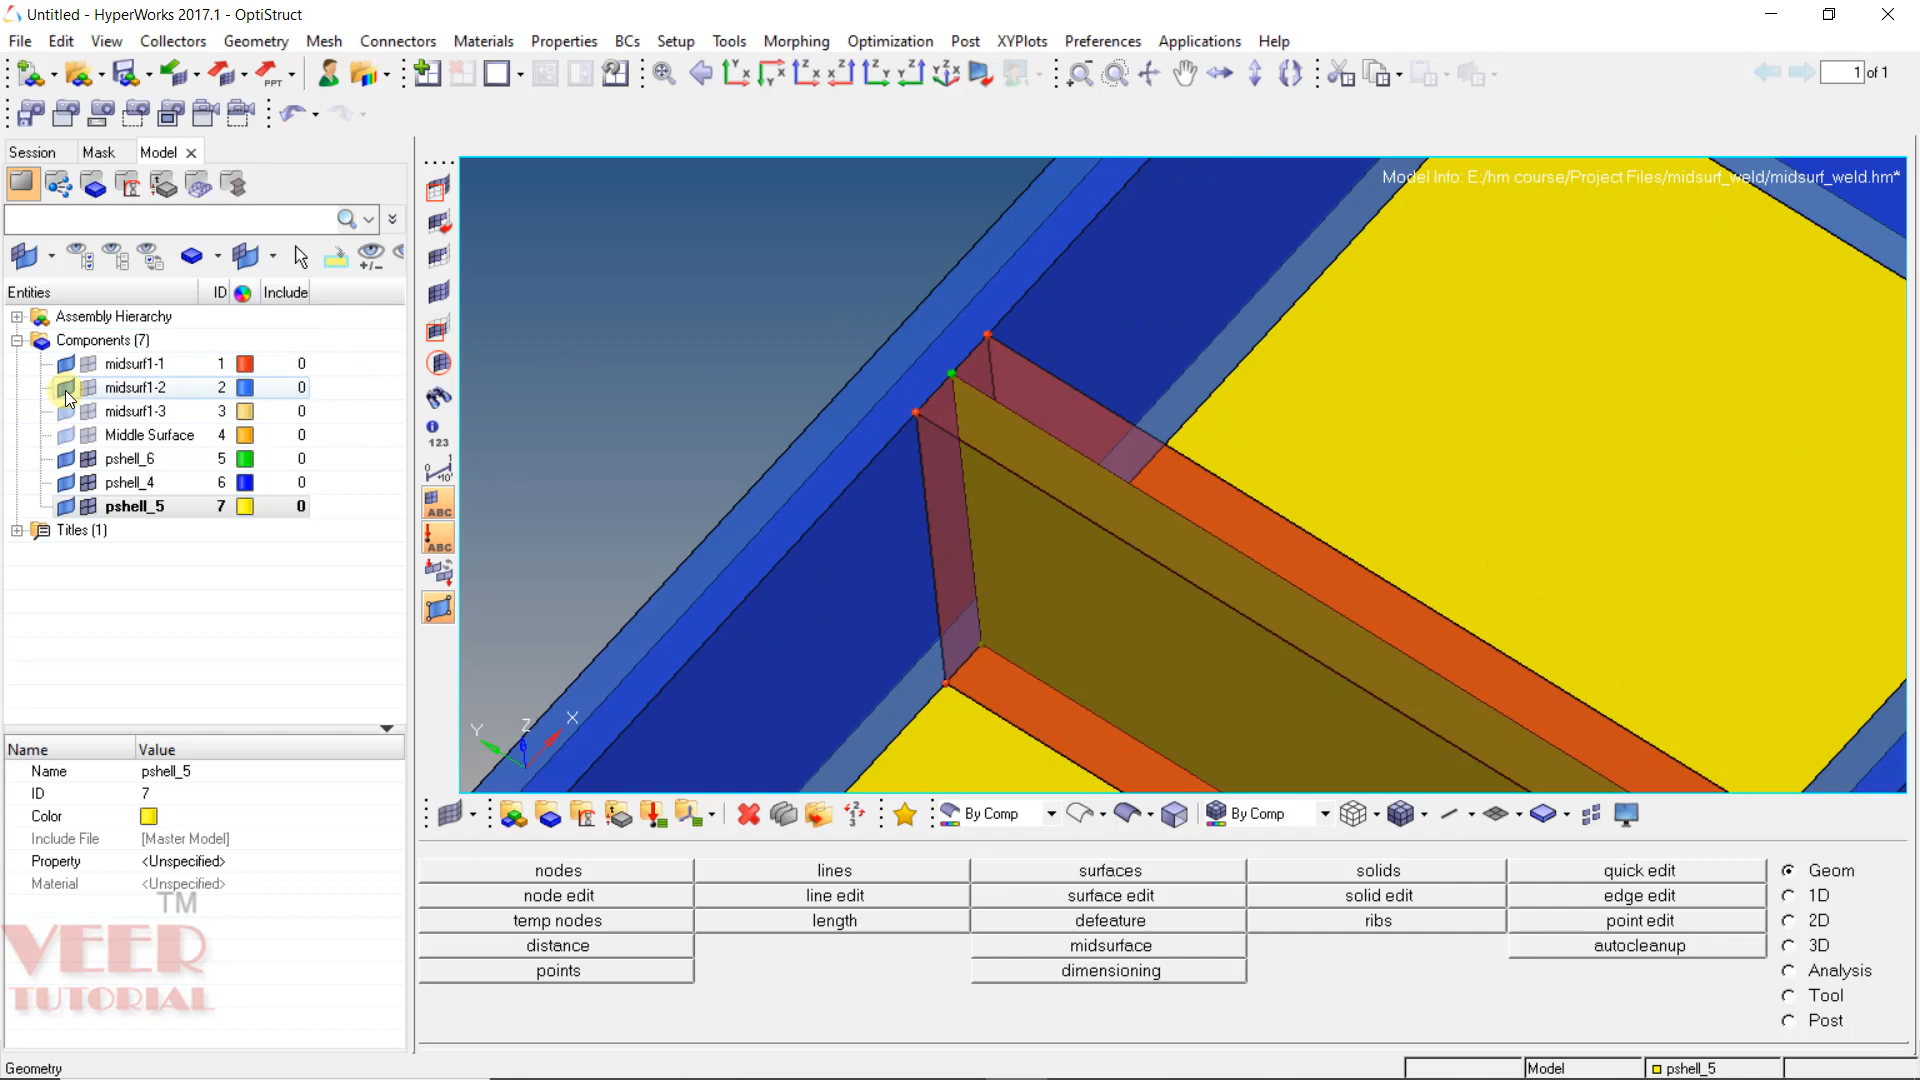 Untitled - HyperWorks 2017.1 - OptiStruct
File Edit View Collectors Geometry Mesh Connectors Materials Properties BCs Setup Tools Morphing Optimization Post XYPlots Preferences Applications Help
1 of 1
Session Mask Model
Model Info: E:/hm course/Project Files/midsurf_weld/midsurf_weld.hm*
Entities ID Include
Assembly Hierarchy
Components (7)
midsurf1-1 1 0
midsurf1-2 2 0
midsurf1-3 3 0
Middle Surface 4 0
pshell_6 5 0
pshell_4 6 0
pshell_5 7 0
Titles (1)
123
ABC
ABC
Y Z X
Name Value
Name pshell_5
ID 7
Color
Include File [Master Model]
Property <Unspecified>
Material <Unspecified>
TM
VEER
TUTORIAL
By Comp By Comp
nodes lines surfaces solids quick edit Geom
node edit line edit surface edit solid edit edge edit 1D
temp nodes length defeature ribs point edit 2D
distance midsurface autocleanup 3D
points dimensioning Analysis
Tool
Post
Geometry Model pshell_5